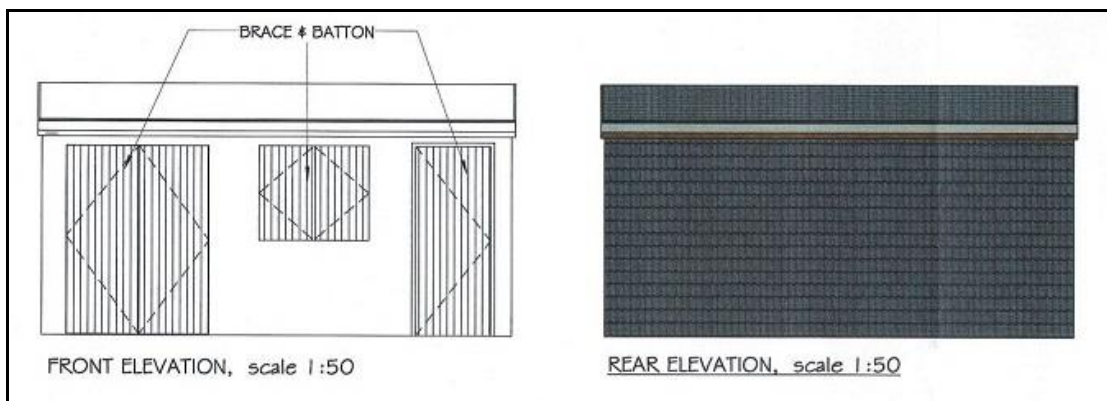 BRACE & BATTON
FRONT ELEVATION, scale 1:50
REAR ELEVATION, scale 1:50